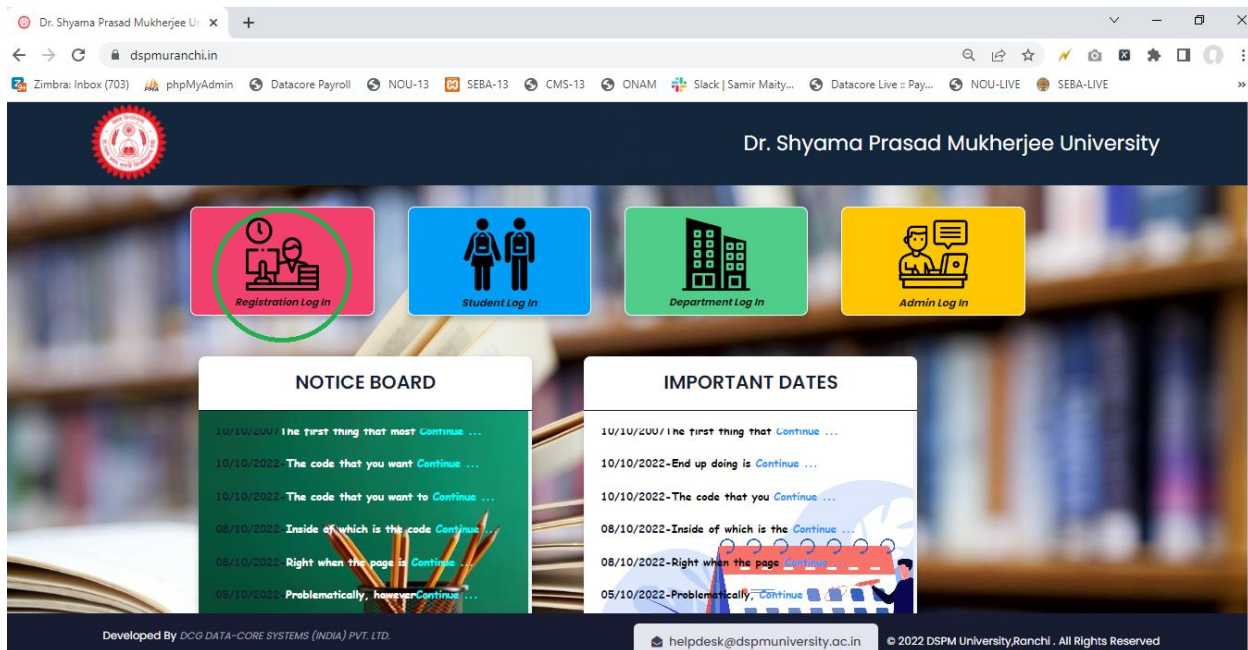 Dr. Shyama Prasad Mukherjee Un
dspmuranchi.in
Zimbra: Inbox (703) phpMyAdmin Datacore Payroll NOU-13 SEBA-13 CMS-13 ONAM Slack | Samir Maity... Datacore Live :: Pay... NOU-LIVE SEBA-LIVE »
Dr. Shyama Prasad Mukherjee University
Registration Log In Student Log In Department Log In Admin Log In
NOTICE BOARD
10/10/2007 The first thing that most Continue ...
10/10/2022-The code that you want Continue ...
10/10/2022-The code that you want to Continue ...
08/10/2022-Inside of which is the code Continue ...
08/10/2022-Right when the page is Continue ...
05/10/2022-Problematically, howeverContinue ...
IMPORTANT DATES
10/10/2007The first thing that Continue ...
10/10/2022-End up doing is Continue ...
10/10/2022-The code that you Continue ...
08/10/2022-Inside of which is the Continue ...
08/10/2022-Right when the page Continue ...
05/10/2022-Problematically, Continue ...
Developed By DCG DATA-CORE SYSTEMS (INDIA) PVT. LTD.
helpdesk@dspmuniversity.ac.in
© 2022 DSPM University,Ranchi . All Rights Reserved